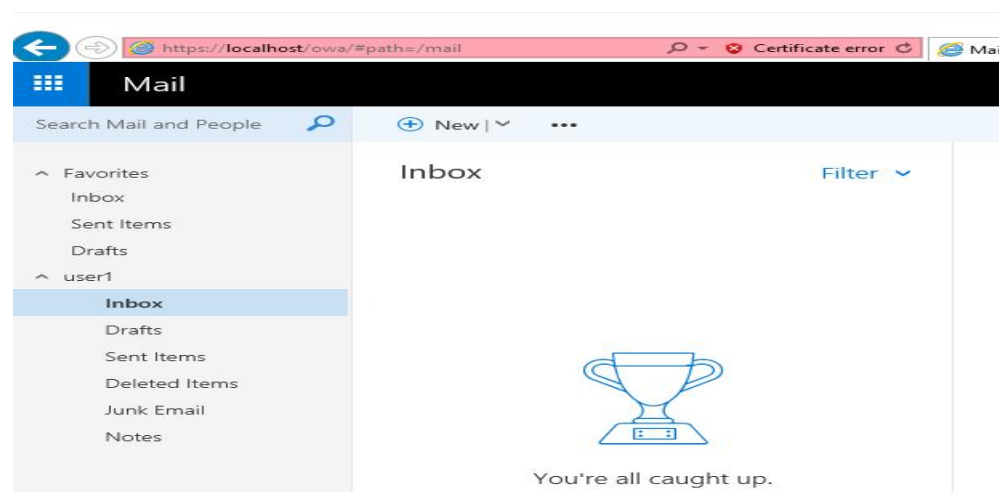 https://localhost/owa/#path=/mail Certificate error Mai
Mail
Search Mail and People New
Inbox Filter
Favorites
Inbox
Sent Items
Drafts
user1
Inbox
Drafts
Sent Items
Deleted Items
Junk Email
Notes
You're all caught up.